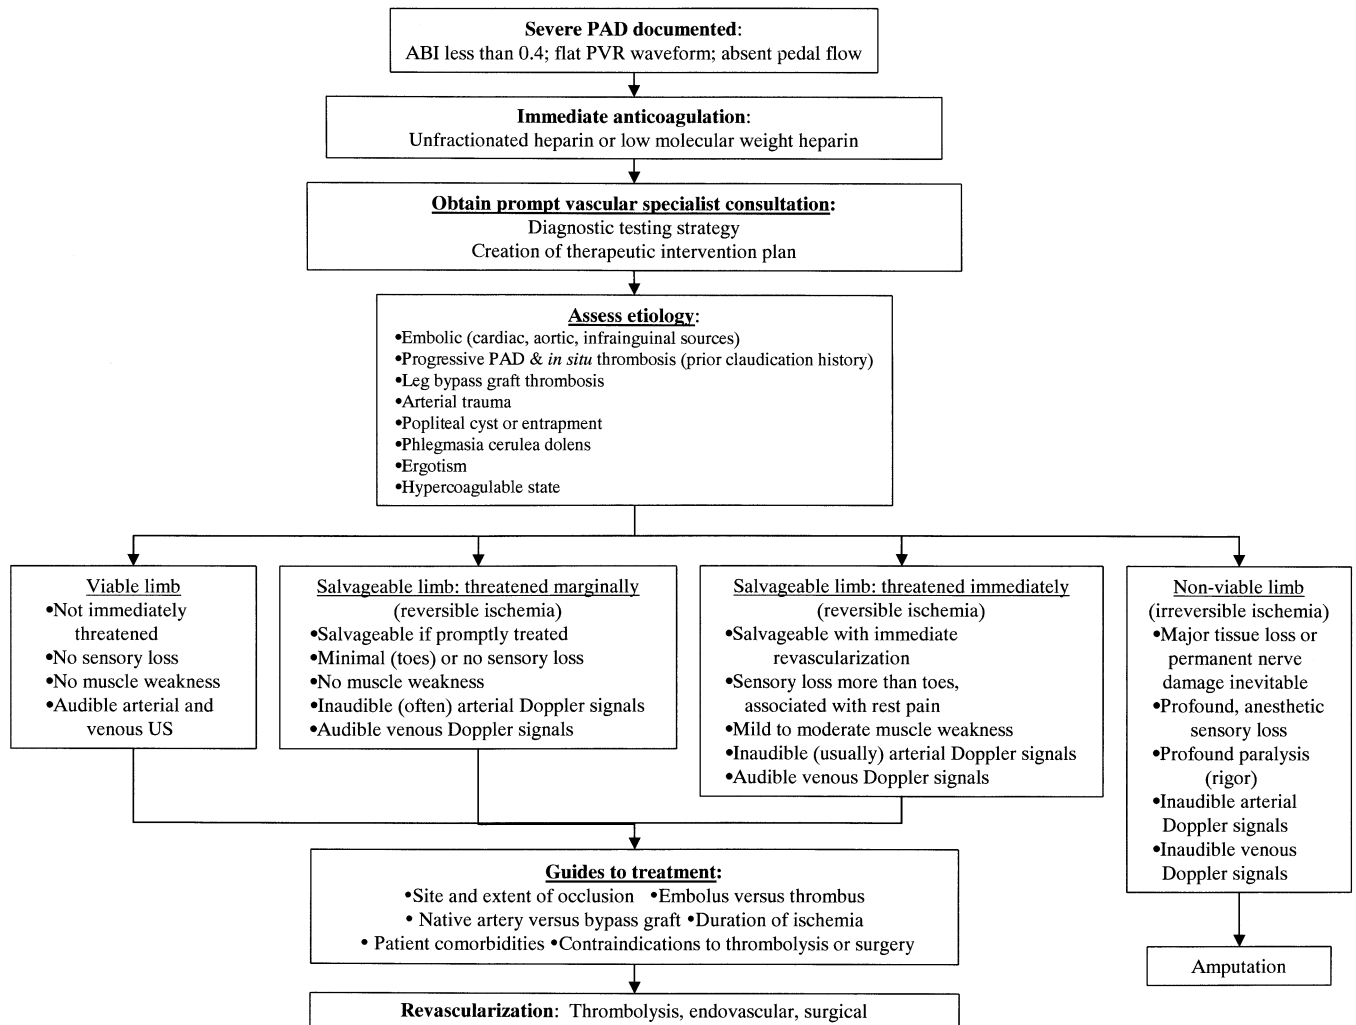 Severe PAD documented:
ABI less than 0.4; flat PVR waveform; absent pedal flow
Immediate anticoagulation:
Unfractionated heparin or low molecular weight heparin
Obtain prompt vascular specialist consultation:
Diagnostic testing strategy
Creation of therapeutic intervention plan
Assess etiology:
•Embolic (cardiac, aortic, infrainguinal sources)
•Progressive PAD & in situ thrombosis (prior claudication history)
•Leg bypass graft thrombosis
•Arterial trauma
•Popliteal cyst or entrapment
•Phlegmasia cerulea dolens
•Ergotism
•Hypercoagulable state
Viable limb
•Not immediately
threatened
•No sensory loss
•No muscle weakness
•Audible arterial and
venous US
Salvageable limb: threatened marginally
(reversible ischemia)
•Salvageable if promptly treated
•Minimal (toes) or no sensory loss
•No muscle weakness
•Inaudible (often) arterial Doppler signals
•Audible venous Doppler signals
Salvageable limb: threatened immediately
(reversible ischemia)
•Salvageable with immediate
revascularization
•Sensory loss more than toes,
associated with rest pain
•Mild to moderate muscle weakness
•Inaudible (usually) arterial Doppler signals
•Audible venous Doppler signals
Non-viable limb
(irreversible ischemia)
•Major tissue loss or
permanent nerve
damage inevitable
•Profound, anesthetic
sensory loss
•Profound paralysis
(rigor)
•Inaudible arterial
Doppler signals
•Inaudible venous
Doppler signals
Guides to treatment:
•Site and extent of occlusion •Embolus versus thrombus
• Native artery versus bypass graft •Duration of ischemia
• Patient comorbidities •Contraindications to thrombolysis or surgery
Amputation
Revascularization: Thrombolysis, endovascular, surgical